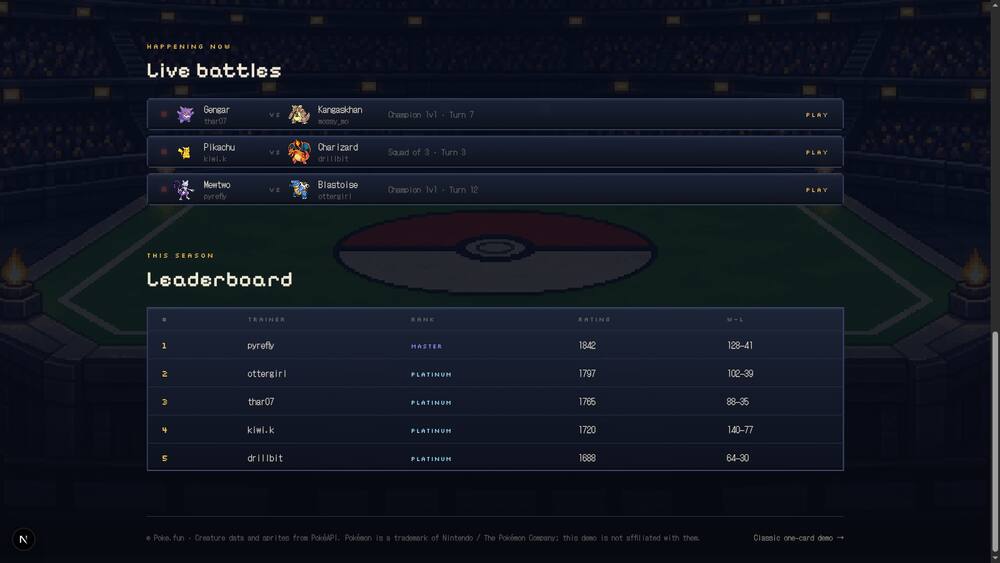 HAPPENING NOW
Live battles
Gengar
thar07
VS
Kangaskhan
mossy_mo
Champion 1v1 · Turn 7
PLAY
Pikachu
kiwi.k
VS
Charizard
drillbit
Squad of 3 · Turn 3
PLAY
Mewtwo
pyrefly
VS
Blastoise
ottergirl
Champion 1v1 · Turn 12
PLAY
THIS SEASON
Leaderboard
# TRAINER RANK RATING W-L
1 pyrefly MASTER 1842 128–41
2 ottergirl PLATINUM 1797 102–39
3 thar07 PLATINUM 1765 88–35
4 kiwi.k PLATINUM 1720 140–77
5 drillbit PLATINUM 1688 64–30
N
© Poke.fun · Creature data and sprites from PokéAPI. Pokémon is a trademark of Nintendo / The Pokémon Company; this demo is not affiliated with them.
Classic one-card demo →